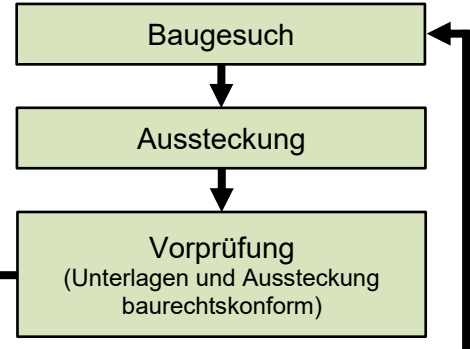 Baugesuch
Aussteckung
Vorprüfung
(Unterlagen und Aussteckung
baurechtskonform)